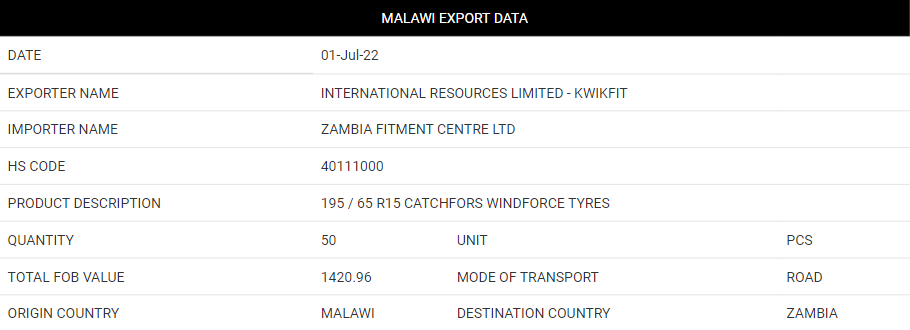 MALAWI EXPORT DATA
DATE 01-Jul-22
EXPORTER NAME INTERNATIONAL RESOURCES LIMITED - KWIKFIT
IMPORTER NAME ZAMBIA FITMENT CENTRE LTD
HS CODE 40111000
PRODUCT DESCRIPTION 195 / 65 R15 CATCHFORS WINDFORCE TYRES
QUANTITY 50 UNIT PCS
TOTAL FOB VALUE 1420.96 MODE OF TRANSPORT ROAD
ORIGIN COUNTRY MALAWI DESTINATION COUNTRY ZAMBIA